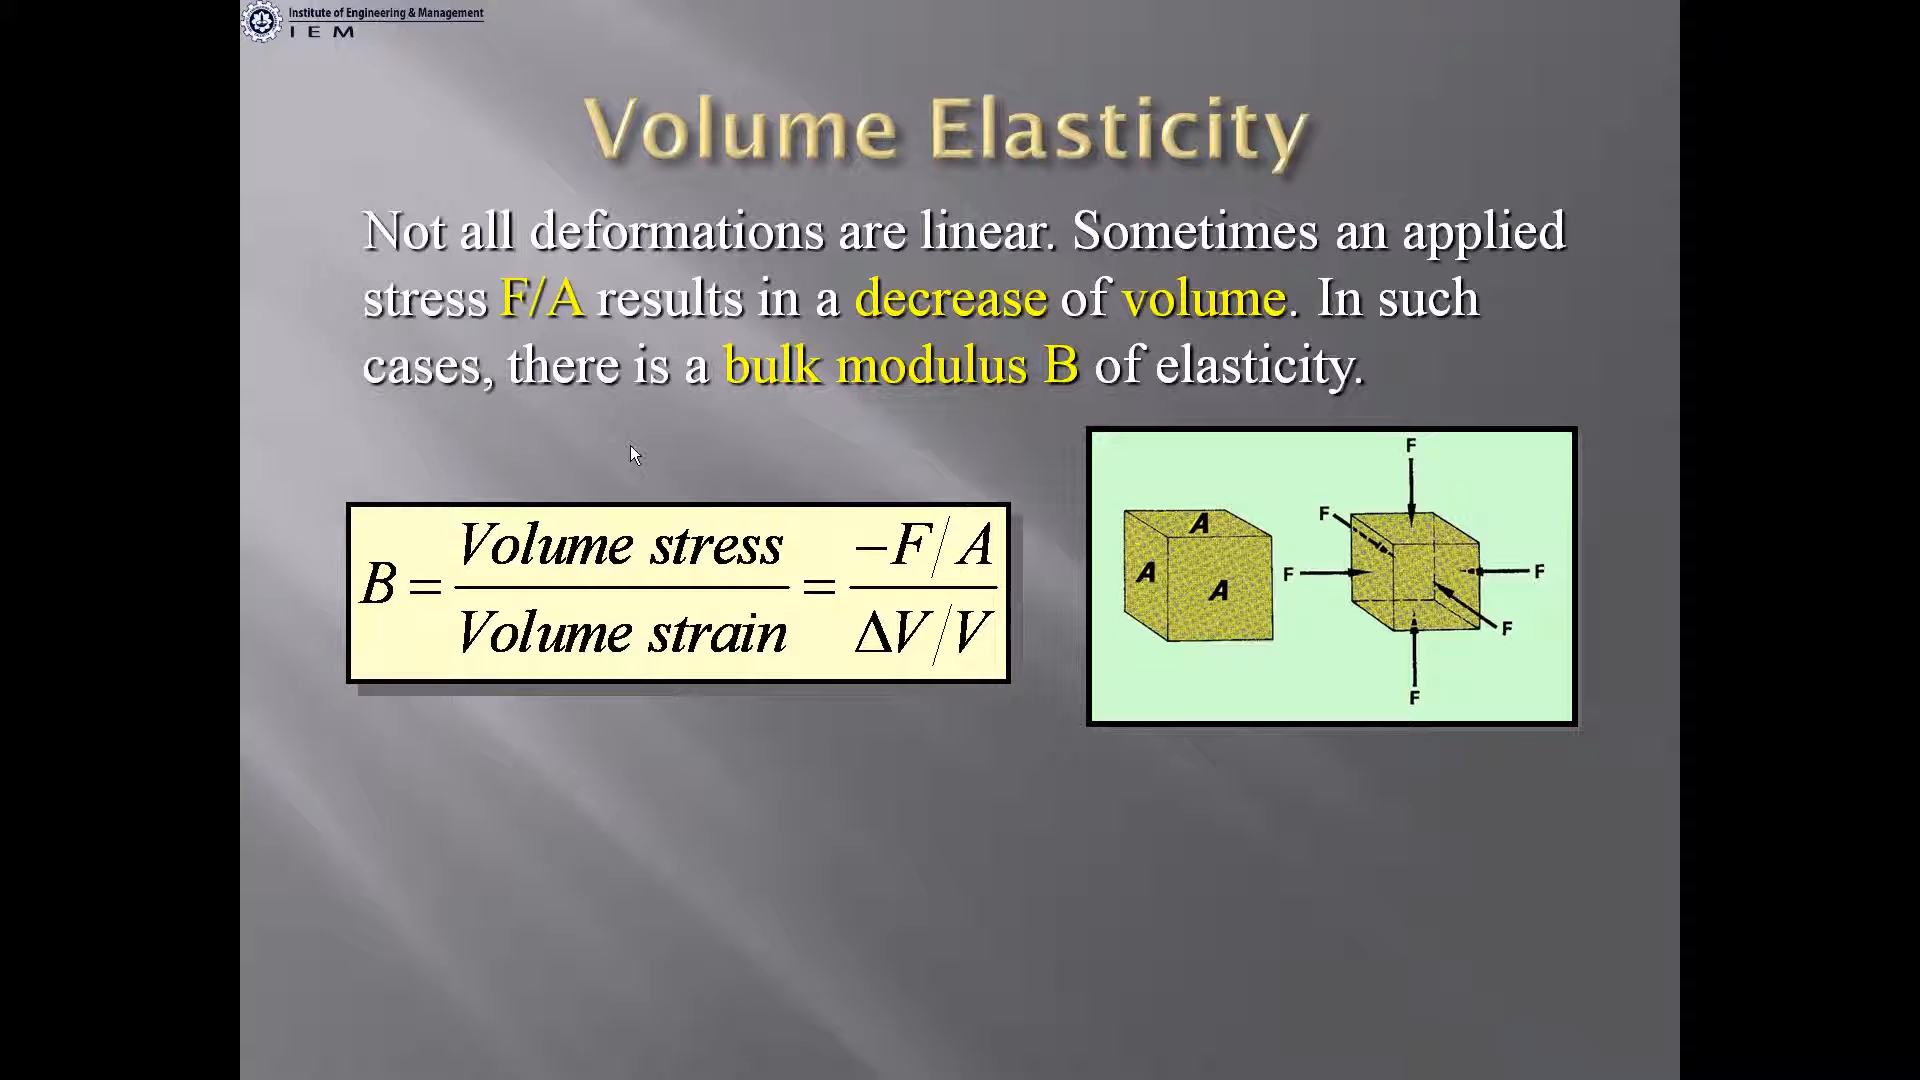 Institute of Engineering & Management
I E M
Volume Elasticity
Not all deformations are linear. Sometimes an applied
stress F/A results in a decrease of volume. In such
cases, there is a bulk modulus B of elasticity.
B = Volume stress / Volume strain = −F/A / ΔV/V
A
A
A
F
F
F
F
F
F